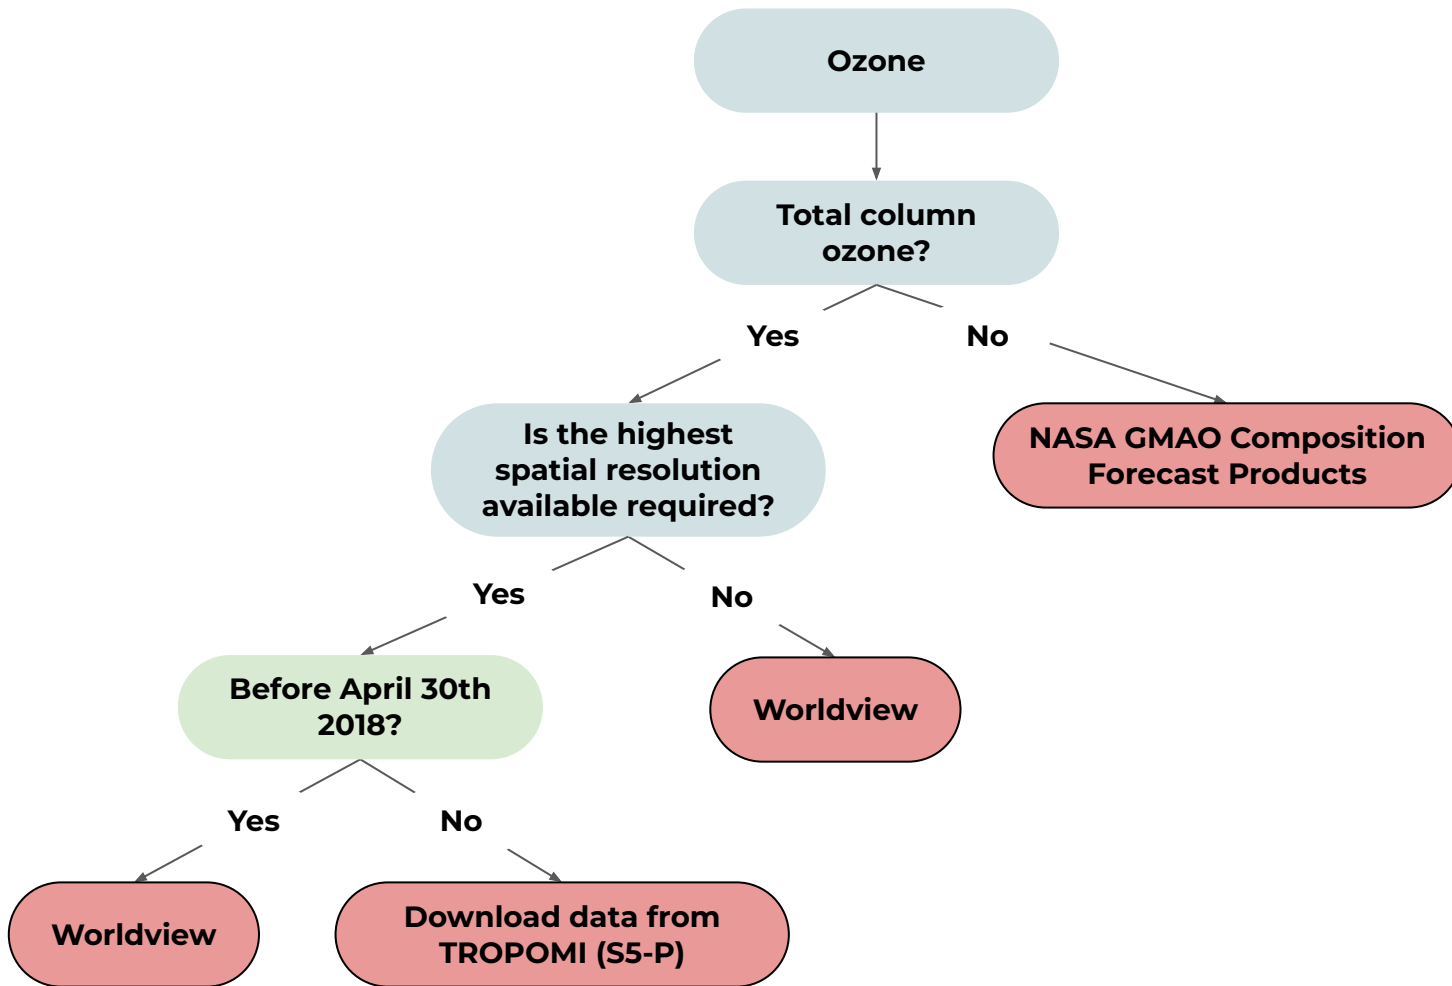 Ozone
Total column
ozone?
Yes
No
Is the highest
spatial resolution
available required?
NASA GMAO Composition
Forecast Products
Yes
No
Before April 30th
2018?
Worldview
Yes
No
Worldview
Download data from
TROPOMI (S5-P)